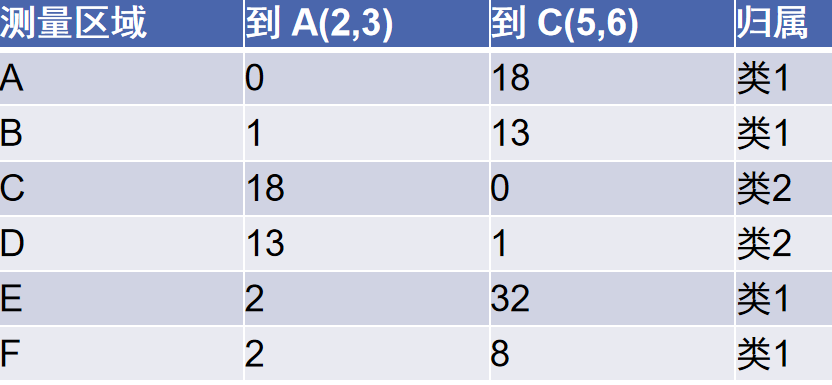 测量区域 到 A(2,3) 到 C(5,6) 归属
A 0 18 类1
B 1 13 类1
C 18 0 类2
D 13 1 类2
E 2 32 类1
F 2 8 类1